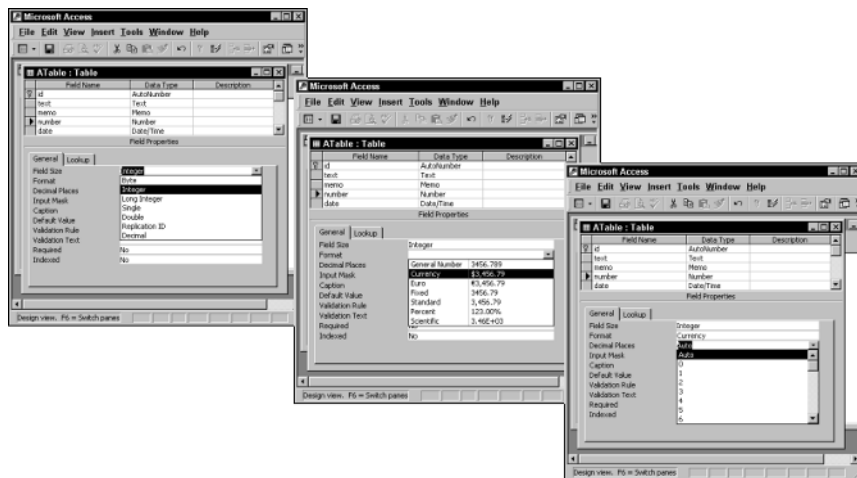 Microsoft Access
File Edit View Insert Tools Window Help
ATable : Table
Field Name Data Type Description
id AutoNumber
text Text
memo Memo
number Number
date Date/Time
Field Properties
General Lookup
Field Size Integer
Format Byte
Decimal Places Integer
Input Mask Long Integer
Caption Single
Default Value Double
Validation Rule Replication ID
Validation Text Decimal
Required No
Indexed No
Design view. F6 = Switch panes
Microsoft Access
File Edit View Insert Tools Window Help
ATable : Table
Field Name Data Type Description
id AutoNumber
text Text
memo Memo
number Number
date Date/Time
Field Properties
General Lookup
Field Size Integer
Format
Decimal Places General Number 3456.789
Input Mask Currency $3,456.79
Caption Euro €3,456.79
Default Value Fixed 3456.79
Validation Rule Standard 3,456.79
Validation Text Percent 123.00%
Required Scientific 3.46E+03
Indexed No
Design view. F6 = Switch panes
Microsoft Access
File Edit View Insert Tools Window Help
ATable : Table
Field Name Data Type Description
id AutoNumber
text Text
memo Memo
number Number
date Date/Time
Field Properties
General Lookup
Field Size Integer
Format Currency
Decimal Places Auto
Input Mask Auto
Caption 0
Default Value 1
Validation Rule 2
Validation Text 3
Required 4
Indexed 5
6
Design view. F6 = Switch panes